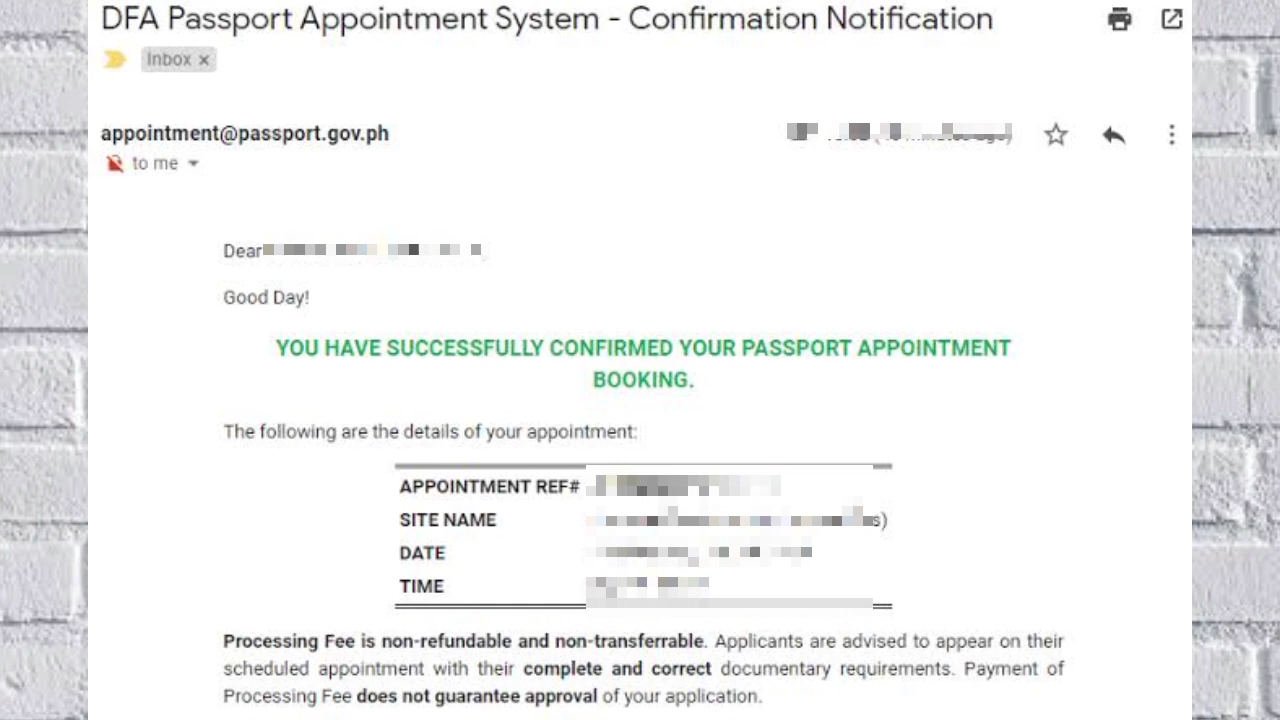 DFA Passport Appointment System - Confirmation Notification
Inbox ×
appointment@passport.gov.ph
to me
Dear
Good Day!
YOU HAVE SUCCESSFULLY CONFIRMED YOUR PASSPORT APPOINTMENT
BOOKING.
The following are the details of your appointment:
APPOINTMENT REF#
SITE NAME
DATE
TIME
Processing Fee is non-refundable and non-transferrable. Applicants are advised to appear on their
scheduled appointment with their complete and correct documentary requirements. Payment of
Processing Fee does not guarantee approval of your application.